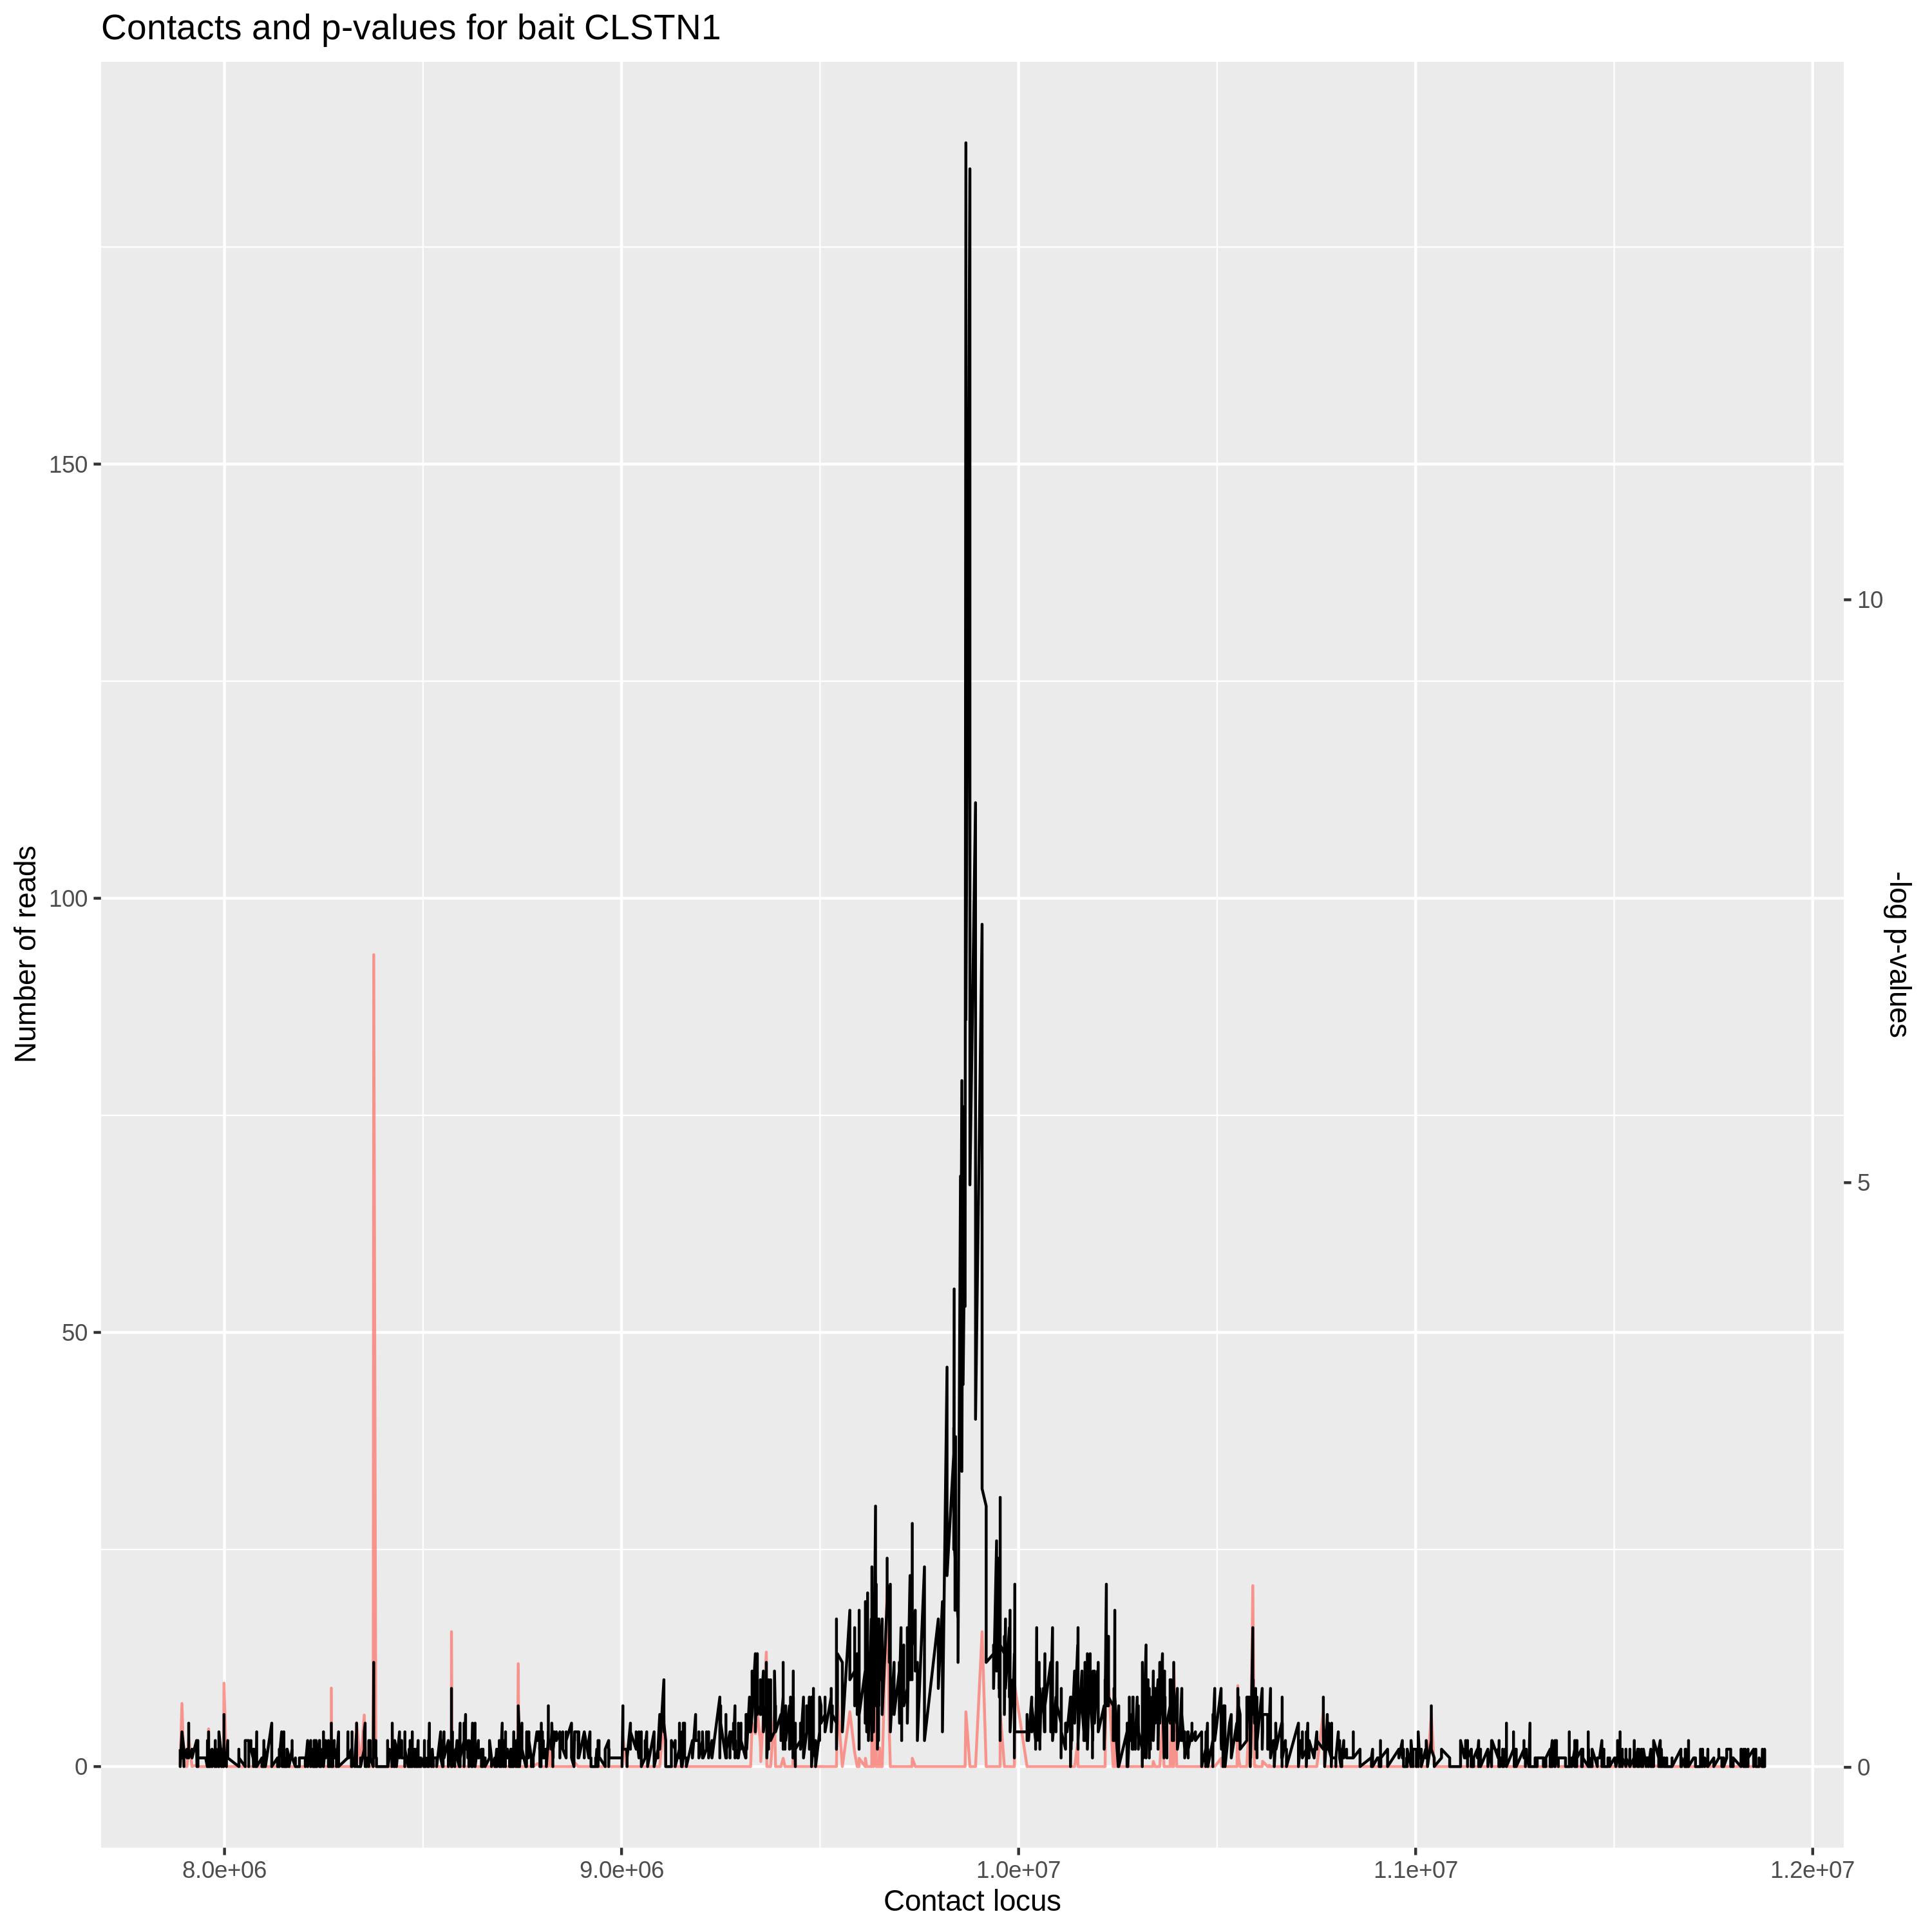 Contacts and p-values for bait CLSTN1
150
100
50
0
Number of reads
10
5
0
-log p-values
8.0e+06
9.0e+06
1.0e+07
1.1e+07
1.2e+07
Contact locus